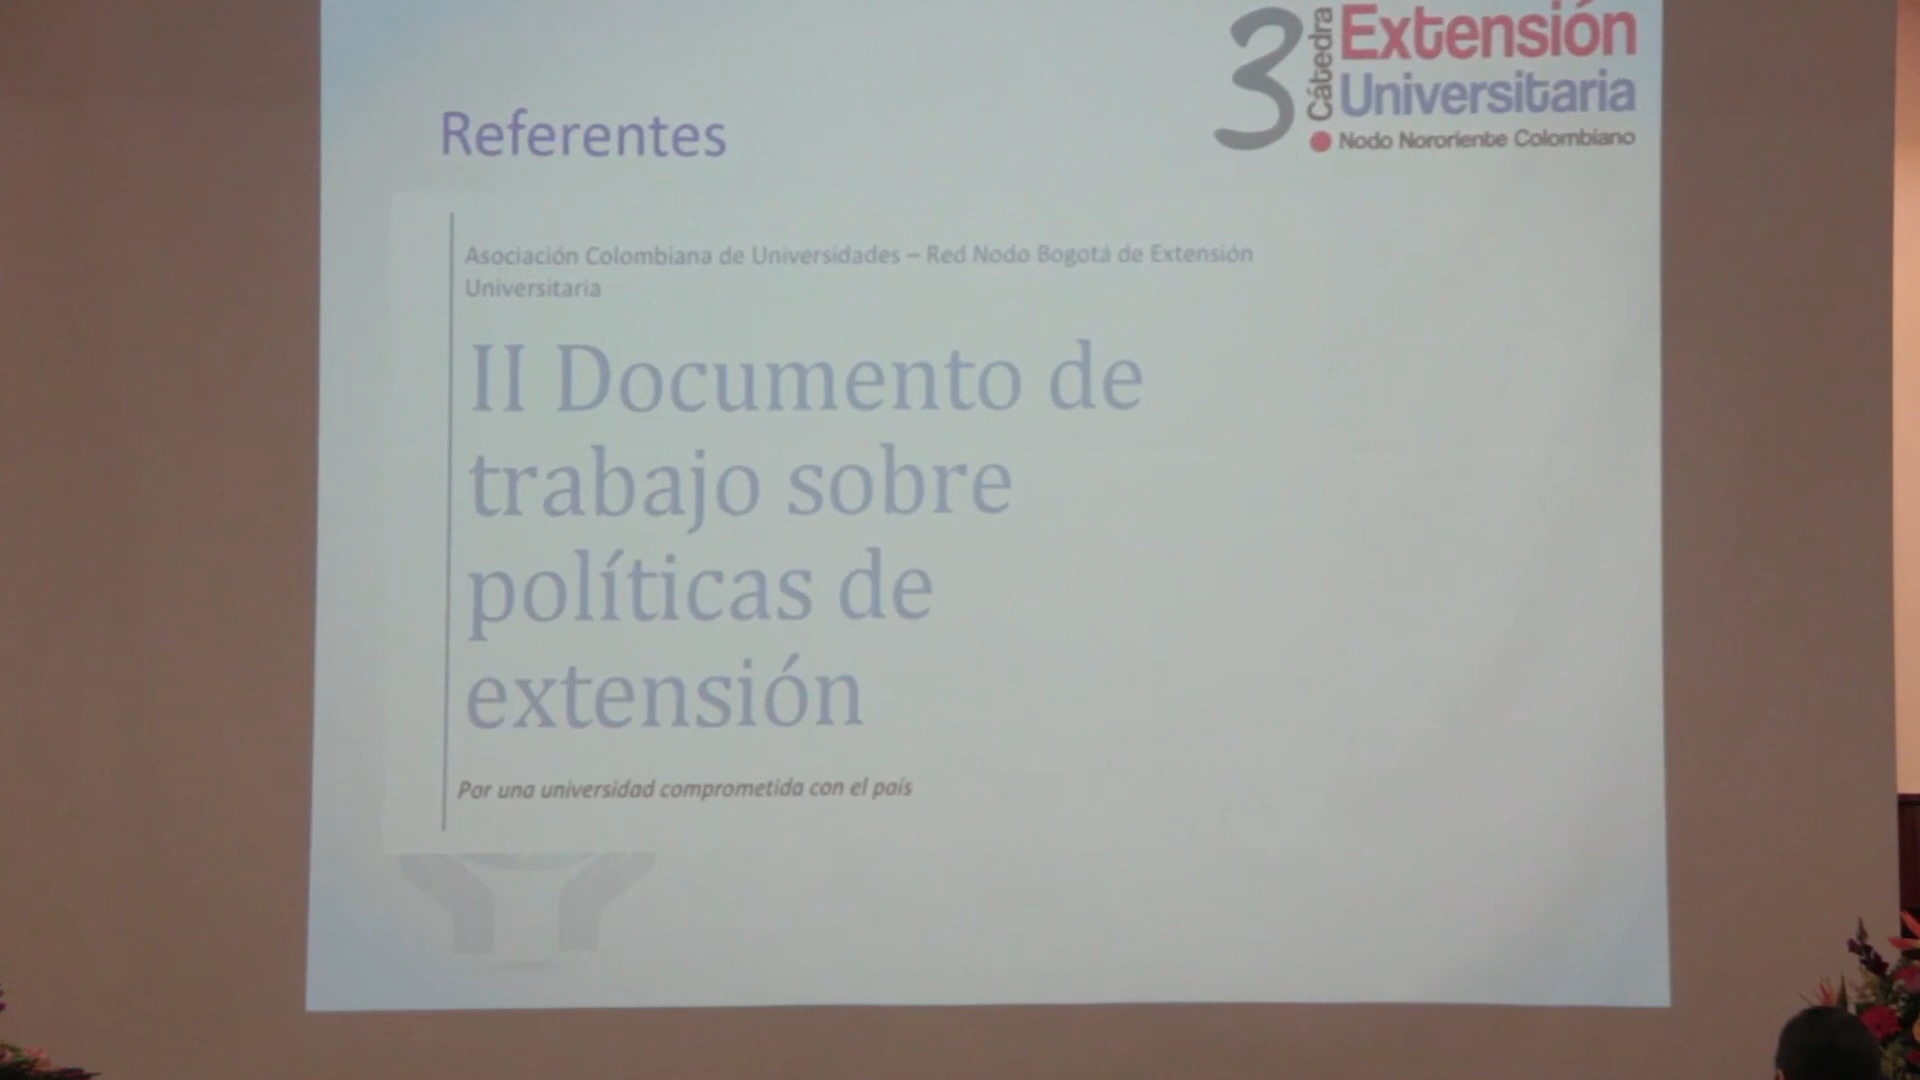 3 Cátedra
Extensión
Universitaria
Nodo Nororiente Colombiano
Referentes
Asociación Colombiana de Universidades – Red Nodo Bogotá de Extensión
Universitaria
II Documento de
trabajo sobre
políticas de
extensión
Por una universidad comprometida con el país